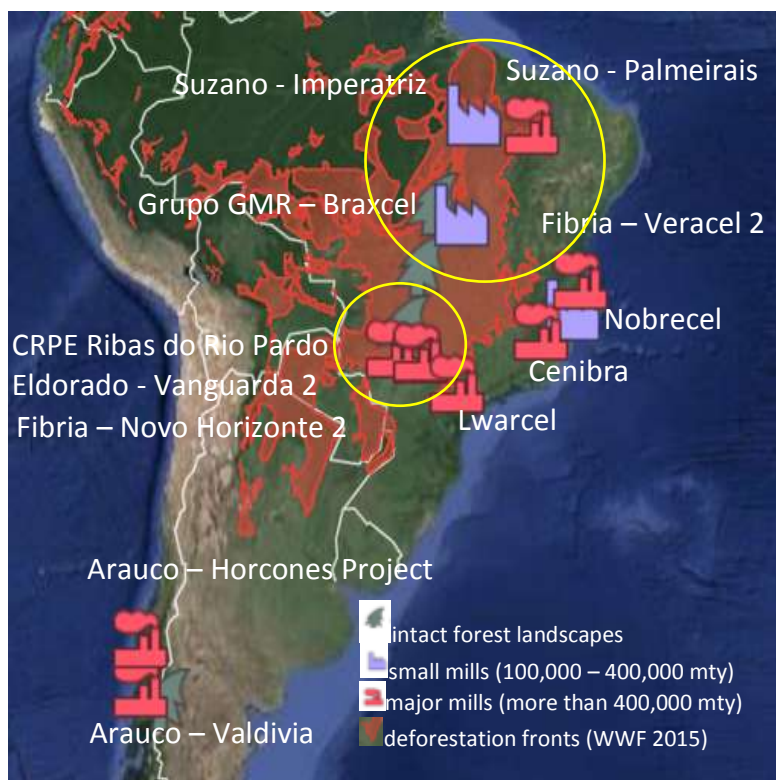 Suzano - Imperatriz
Suzano - Palmeirais
Grupo GMR – Braxcel
Fibria – Veracel 2
Nobrecel
CRPE Ribas do Rio Pardo
Cenibra
Eldorado - Vanguarda 2
Lwarcel
Fibria – Novo Horizonte 2
Arauco – Horcones Project
intact forest landscapes
small mills (100,000 – 400,000 mty)
major mills (more than 400,000 mty)
Arauco – Valdivia
deforestation fronts (WWF 2015)